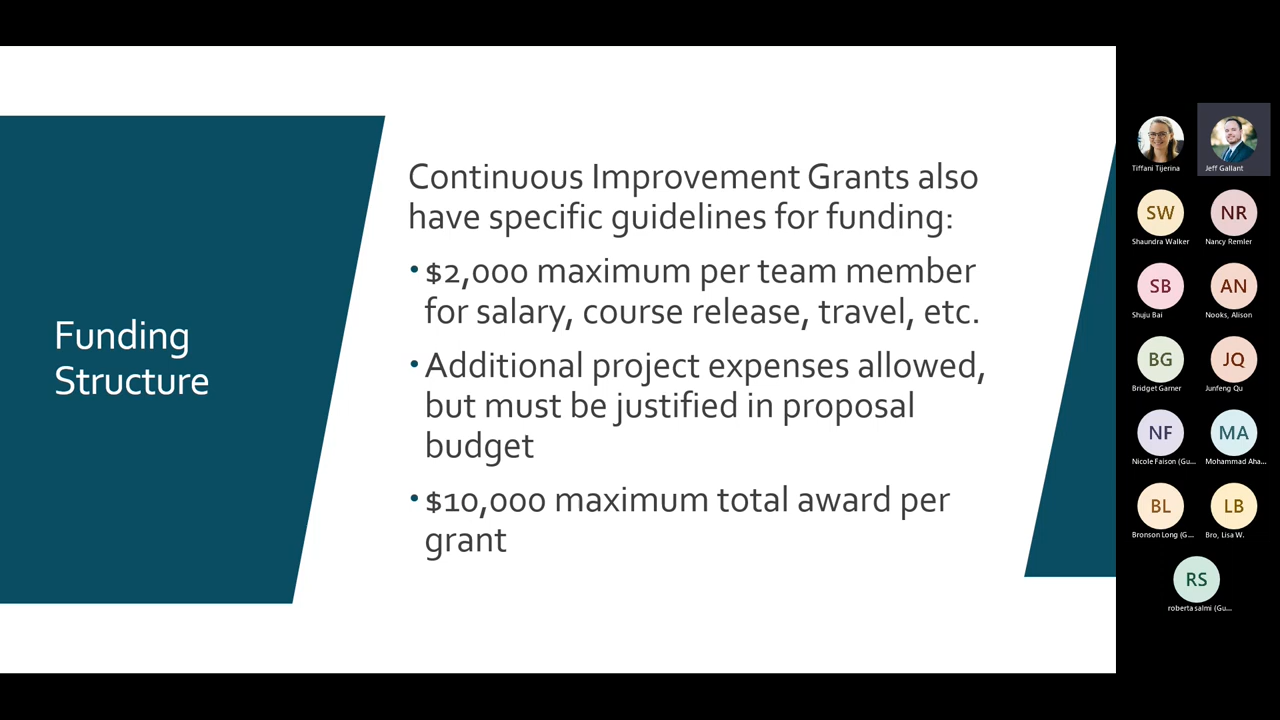 Funding
Structure
Continuous Improvement Grants also
have specific guidelines for funding:
• $2,000 maximum per team member
for salary, course release, travel, etc.
• Additional project expenses allowed,
but must be justified in proposal
budget
• $10,000 maximum total award per
grant
Tiffani Tijerina
Jeff Gallant
SW
Shaundra Walker
NR
Nancy Remler
SB
Shuju Bai
AN
Nooks, Alison
BG
Bridget Garner
JQ
Junfeng Qu
NF
Nicole Faison (Gu...
MA
Mohammad Aha...
BL
Bronson Long (G...
LB
Bro, Lisa W.
RS
roberta salmi (Gu...